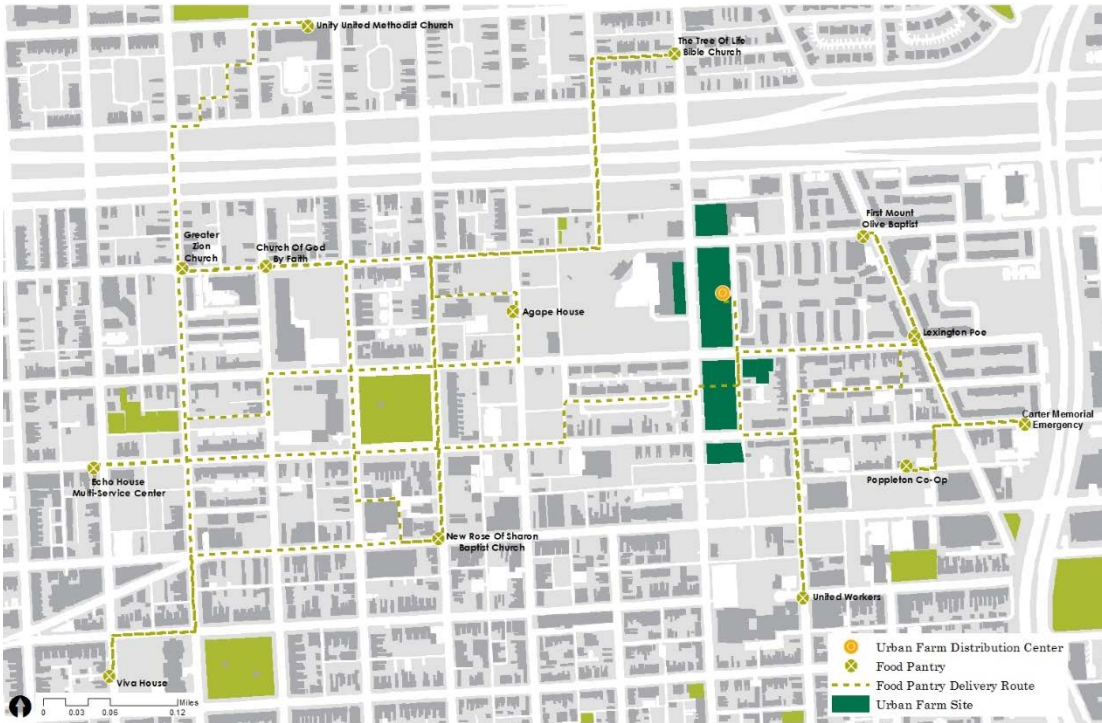 Unity United Methodist Church
The Tree Of Life
Bible Church
First Mount
Olive Baptist
Greater
Zion
Church
Church Of God
By Faith
Agape House
Lexington Poe
Carter Memorial
Emergency
Echo House
Multi-Service Center
Poppleton Co-Op
New Rose Of Sharon
Baptist Church
United Workers
Viva House
Urban Farm Distribution Center
Food Pantry
Food Pantry Delivery Route
Urban Farm Site
Miles
0 0.03 0.06 0.12